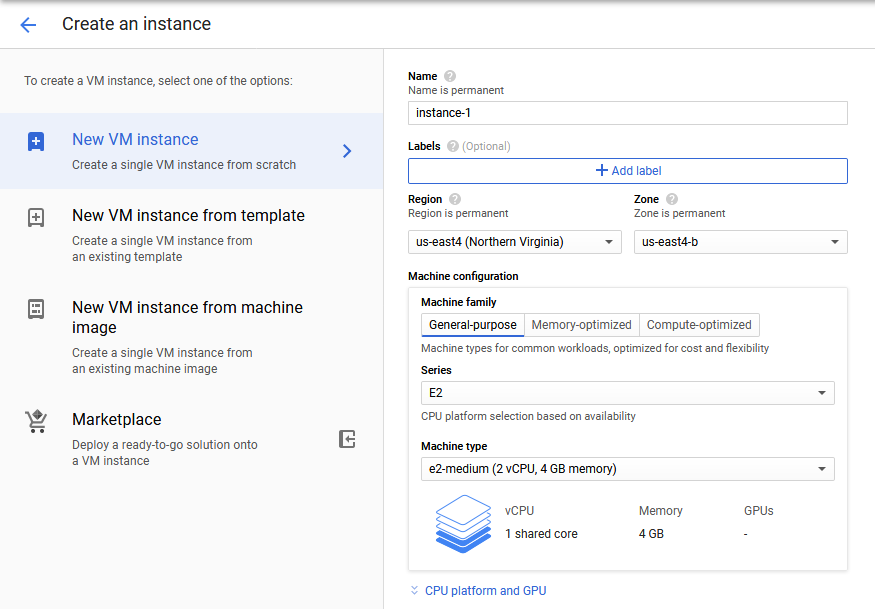 Create an instance
To create a VM instance, select one of the options:
New VM instance
Create a single VM instance from scratch
New VM instance from template
Create a single VM instance from
an existing template
New VM instance from machine
image
Create a single VM instance from
an existing machine image
Marketplace
Deploy a ready-to-go solution onto
a VM instance
Name ?
Name is permanent
instance-1
Labels ? (Optional)
+ Add label
Region ?
Region is permanent
us-east4 (Northern Virginia)
Zone ?
Zone is permanent
us-east4-b
Machine configuration
Machine family
General-purpose Memory-optimized Compute-optimized
Machine types for common workloads, optimized for cost and flexibility
Series
E2
CPU platform selection based on availability
Machine type
e2-medium (2 vCPU, 4 GB memory)
vCPU Memory GPUs
1 shared core 4 GB -
CPU platform and GPU